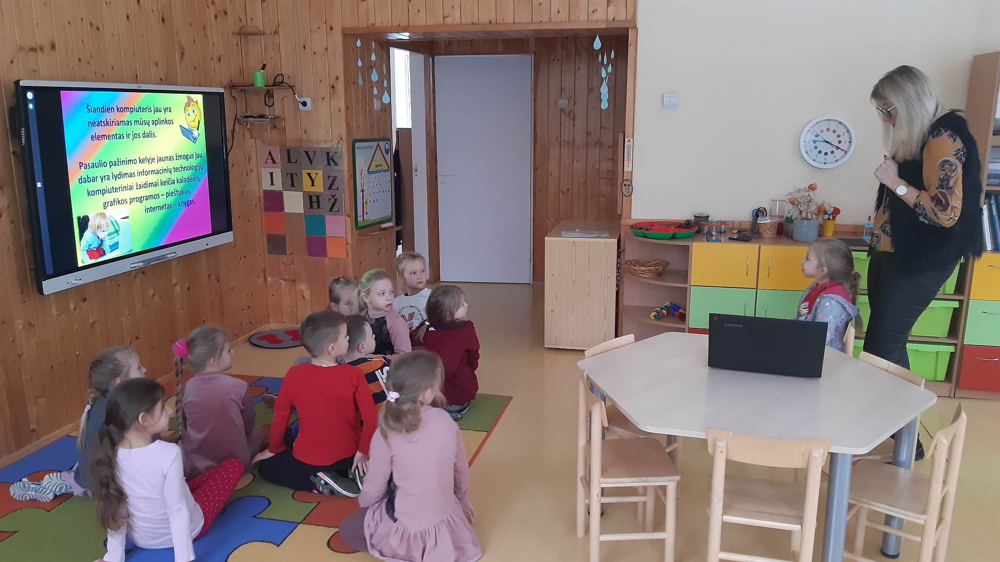 Šiandien kompiuteris jau yra
neatskiriamas mūsų aplinkos
elementas ir jos dalis.
Pasaulio pažinimo kelyje jaunas žmogus jau
dabar yra lydimas informacinių technologijų:
kompiuteriniai žaidimai keičia kaladėles,
grafikos programos – pieštukus,
internetas – knygas.
A L V K
I T Y Z
H Ž
Lenovo